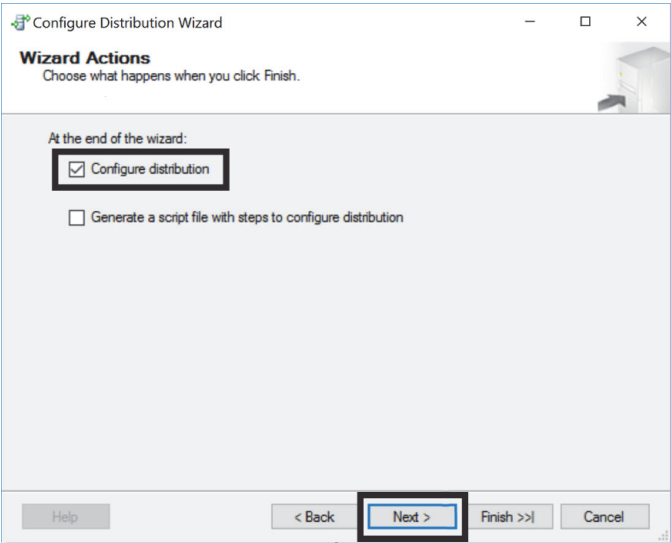 Configure Distribution Wizard
Wizard Actions
Choose what happens when you click Finish.
At the end of the wizard:
Configure distribution
Generate a script file with steps to configure distribution
Help
< Back
Next >
Finish >>|
Cancel